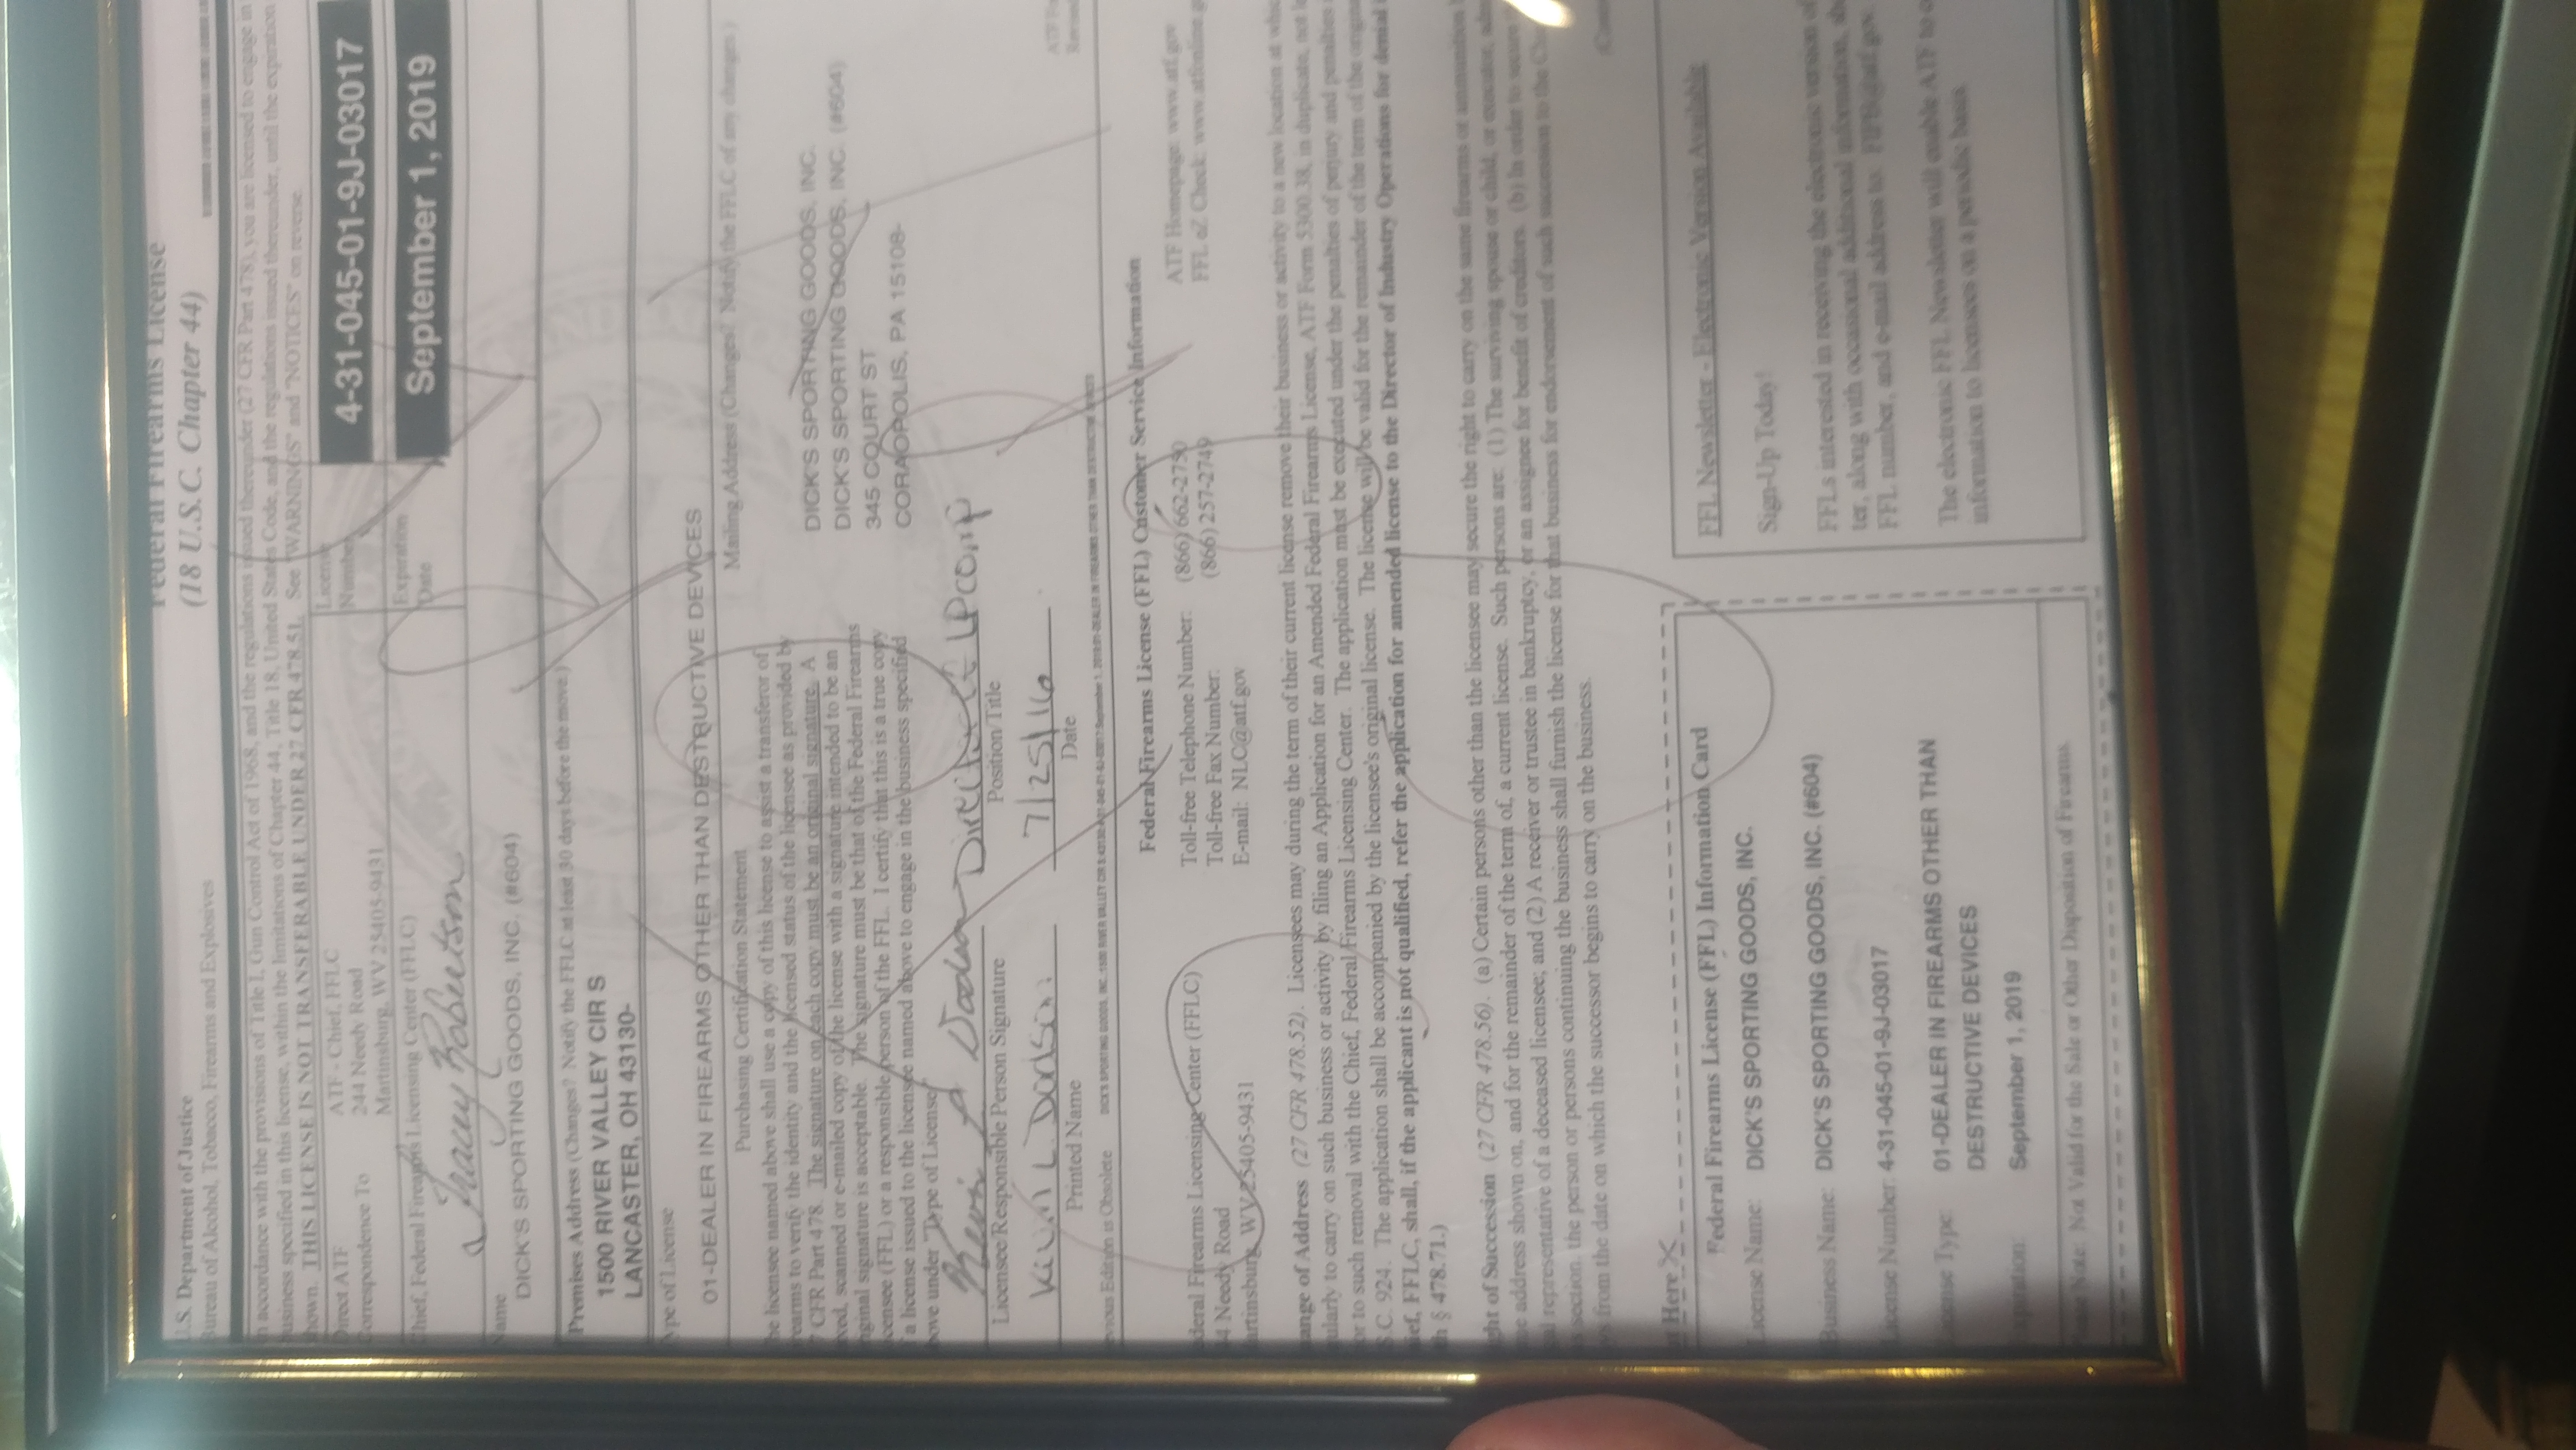 Federal Firearms License
(18 U.S.C. Chapter 44)
U.S. Department of Justice
Bureau of Alcohol, Tobacco, Firearms and Explosives
In accordance with the provisions of Title I, Gun Control Act of 1968, and the regulations issued thereunder (27 CFR Part 478), you are licensed to engage in
business specified in this license, within the limitations of Chapter 44, Title 18, United States Code, and the regulations issued thereunder, until the expiration
hown. THIS LICENSE IS NOT TRANSFERABLE UNDER 27 CFR 478.51. See "WARNINGS" and "NOTICES" on reverse.
Direct ATF
Correspondence To
ATF - Chief, FFLC
244 Needy Road
Martinsburg, WV 25405-9431
License
Number
4-31-045-01-9J-03017
Chief, Federal Firearms Licensing Center (FFLC)
Tracey Robertson
Expiration
Date
September 1, 2019
Name
DICK'S SPORTING GOODS, INC. (#604)
Premises Address (Changes? Notify the FFLC at least 30 days before the move.)
1500 RIVER VALLEY CIR S
LANCASTER, OH 43130-
ype of License
01-DEALER IN FIREARMS OTHER THAN DESTRUCTIVE DEVICES
Purchasing Certification Statement
he licensee named above shall use a copy of this license to assist a transferor of
rearms to verify the identity and the licensed status of the licensee as provided by
7 CFR Part 478. The signature on each copy must be an original signature. A
xed, scanned or e-mailed copy of the license with a signature intended to be an
iginal signature is acceptable. The signature must be that of the Federal Firearms
icensee (FFL) or a responsible person of the FFL. I certify that this is a true copy
a license issued to the licensee named above to engage in the business specified
bove under "Type of License"
Mailing Address (Changes? Notify the FFLC of any changes.)
DICK'S SPORTING GOODS, INC.
DICK'S SPORTING GOODS, INC. (#604)
345 COURT ST
CORAOPOLIS, PA 15108-
Kevin L Dodson Director of LP comp
Licensee/Responsible Person Signature Position/Title
Kevin L. Dodson 7/25/16
Printed Name Date
evious Edition is Obsolete DICK'S SPORTING GOODS, INC.:1500 RIVER VALLEY CIR S:43130:4-31-045-01-9J-03017:September 1, 2019:01-DEALER IN FIREARMS OTHER THAN DESTRUCTIVE DEVICES
Federal Firearms License (FFL) Customer Service Information
deral Firearms Licensing Center (FFLC)
44 Needy Road
artinsburg, WV 25405-9431
Toll-free Telephone Number: (866) 662-2750
Toll-free Fax Number: (866) 257-2749
E-mail: NLC@atf.gov
ATF Homepage: www.atf.gov
FFL eZ Check: www.atfonline.g
ange of Address (27 CFR 478.52). Licensees may during the term of their current license remove their business or activity to a new location at whic
ularly to carry on such business or activity by filing an Application for an Amended Federal Firearms License, ATF Form 5300.38, in duplicate, not l
or to such removal with the Chief, Federal Firearms Licensing Center. The application must be executed under the penalties of perjury and penalties
S.C. 924. The application shall be accompanied by the licensee's original license. The license will be valid for the remainder of the term of the origina
ief, FFLC, shall, if the applicant is not qualified, refer the application for amended license to the Director of Industry Operations for denial
h § 478.71.)
ght of Succession (27 CFR 478.56). (a) Certain persons other than the licensee may secure the right to carry on the same firearms or ammunition
me address shown on, and for the remainder of the term of, a current license. Such persons are: (1) The surviving spouse or child, or executor, adm
al representative of a deceased licensee; and (2) A receiver or trustee in bankruptcy, or an assignee for benefit of creditors. (b) In order to secure
s section, the person or persons continuing the business shall furnish the license for that business for endorsement of such succession to the Ch
ys from the date on which the successor begins to carry on the business.
t Here
Federal Firearms License (FFL) Information Card
License Name: DICK'S SPORTING GOODS, INC.
Business Name: DICK'S SPORTING GOODS, INC. (#604)
License Number: 4-31-045-01-9J-03017
License Type: 01-DEALER IN FIREARMS OTHER THAN
DESTRUCTIVE DEVICES
Expiration: September 1, 2019
Please Note: Not Valid for the Sale or Other Disposition of Firearms.
FFL Newsletter - Electronic Version Available
Sign-Up Today!
FFLs interested in receiving the electronic version o
ter, along with occasional additional information, sh
FFL number, and e-mail address to: FIPB@atf.gov.
The electronic FFL Newsletter will enable ATF to c
information to licensees on a periodic basis.